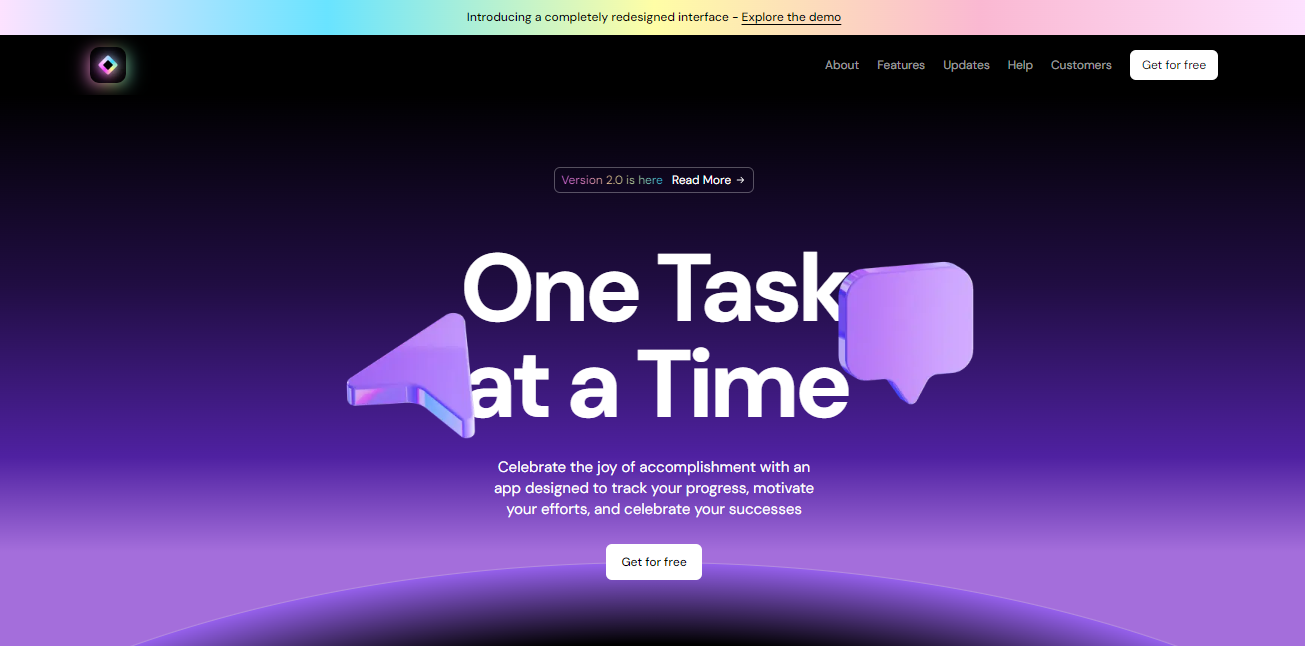 Introducing a completely redesigned interface - Explore the demo
About Features Updates Help Customers Get for free
Version 2.0 is here Read More →
One Task
at a Time
Celebrate the joy of accomplishment with an
app designed to track your progress, motivate
your efforts, and celebrate your successes
Get for free